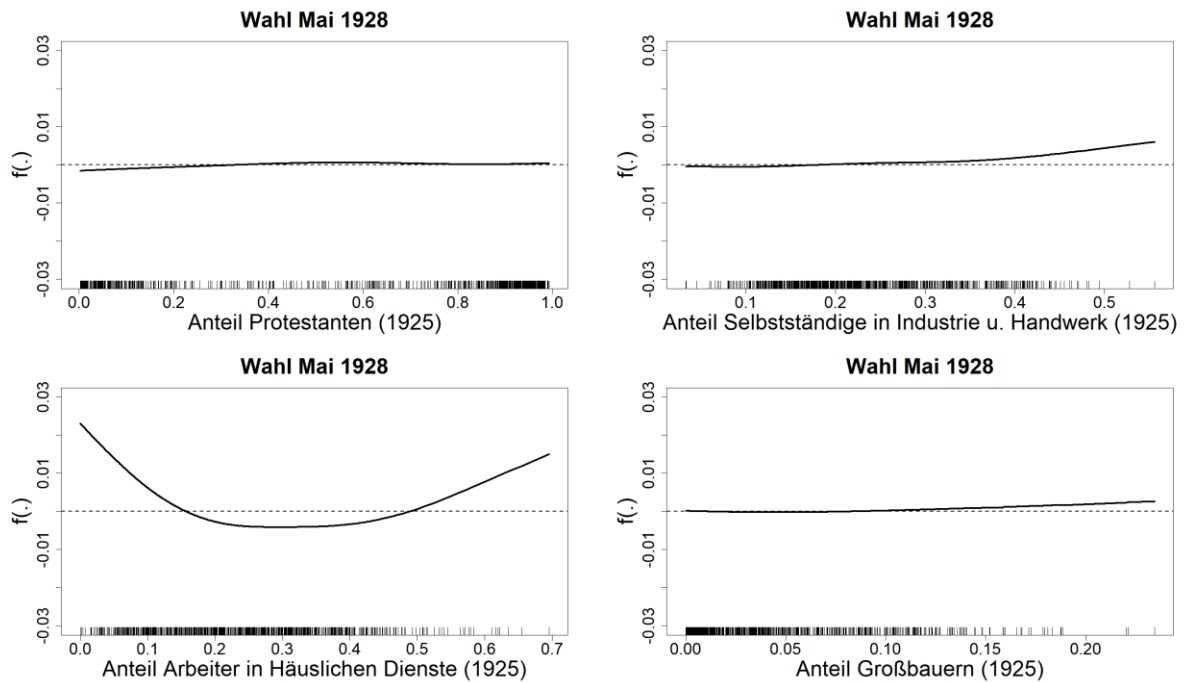 Wahl Mai 1928
0.03
0.01
-0.01
-0.03
f(.)
0.0 0.2 0.4 0.6 0.8 1.0
Anteil Protestanten (1925)
Wahl Mai 1928
0.03
0.01
-0.01
-0.03
f(.)
0.1 0.2 0.3 0.4 0.5
Anteil Selbstständige in Industrie u. Handwerk (1925)
Wahl Mai 1928
0.03
0.01
-0.01
-0.03
f(.)
0.0 0.1 0.2 0.3 0.4 0.5 0.6 0.7
Anteil Arbeiter in Häuslichen Dienste (1925)
Wahl Mai 1928
0.03
0.01
-0.01
-0.03
f(.)
0.00 0.05 0.10 0.15 0.20
Anteil Großbauern (1925)